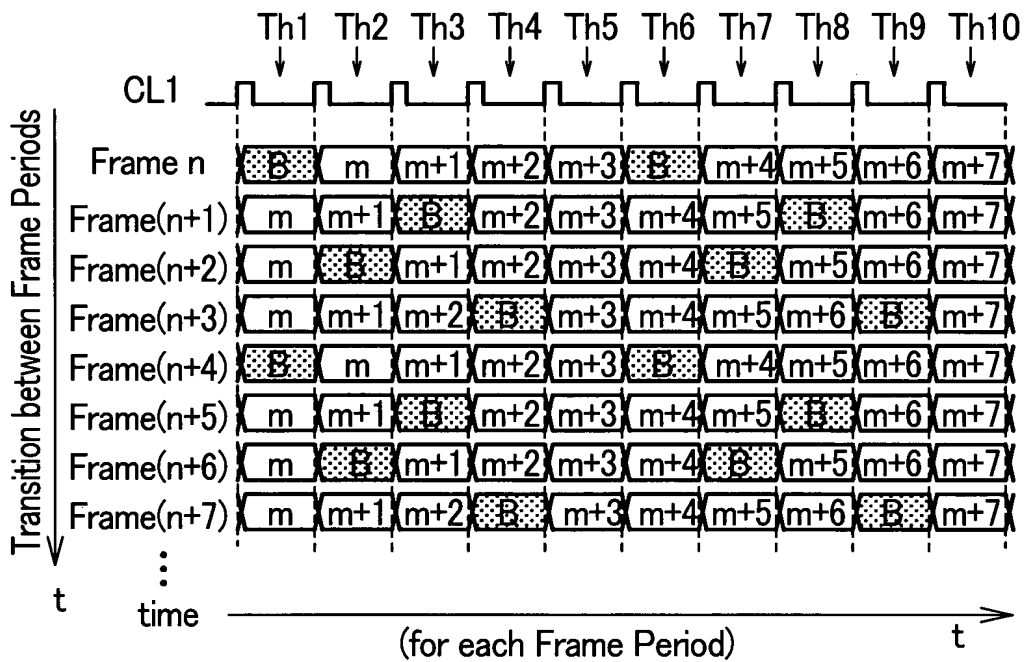 Th1 Th2 Th3 Th4 Th5 Th6 Th7 Th8 Th9 Th10
CL1
Transition between Frame Periods
Frame n B m m+1 m+2 m+3 B m+4 m+5 m+6 m+7
Frame(n+1) m m+1 B m+2 m+3 m+4 m+5 B m+6 m+7
Frame(n+2) m B m+1 m+2 m+3 m+4 B m+5 m+6 m+7
Frame(n+3) m m+1 m+2 B m+3 m+4 m+5 m+6 B m+7
Frame(n+4) B m m+1 m+2 m+3 B m+4 m+5 m+6 m+7
Frame(n+5) m m+1 B m+2 m+3 m+4 m+5 B m+6 m+7
Frame(n+6) m B m+1 m+2 m+3 m+4 B m+5 m+6 m+7
Frame(n+7) m m+1 m+2 B m+3 m+4 m+5 m+6 B m+7
t
time t
(for each Frame Period)